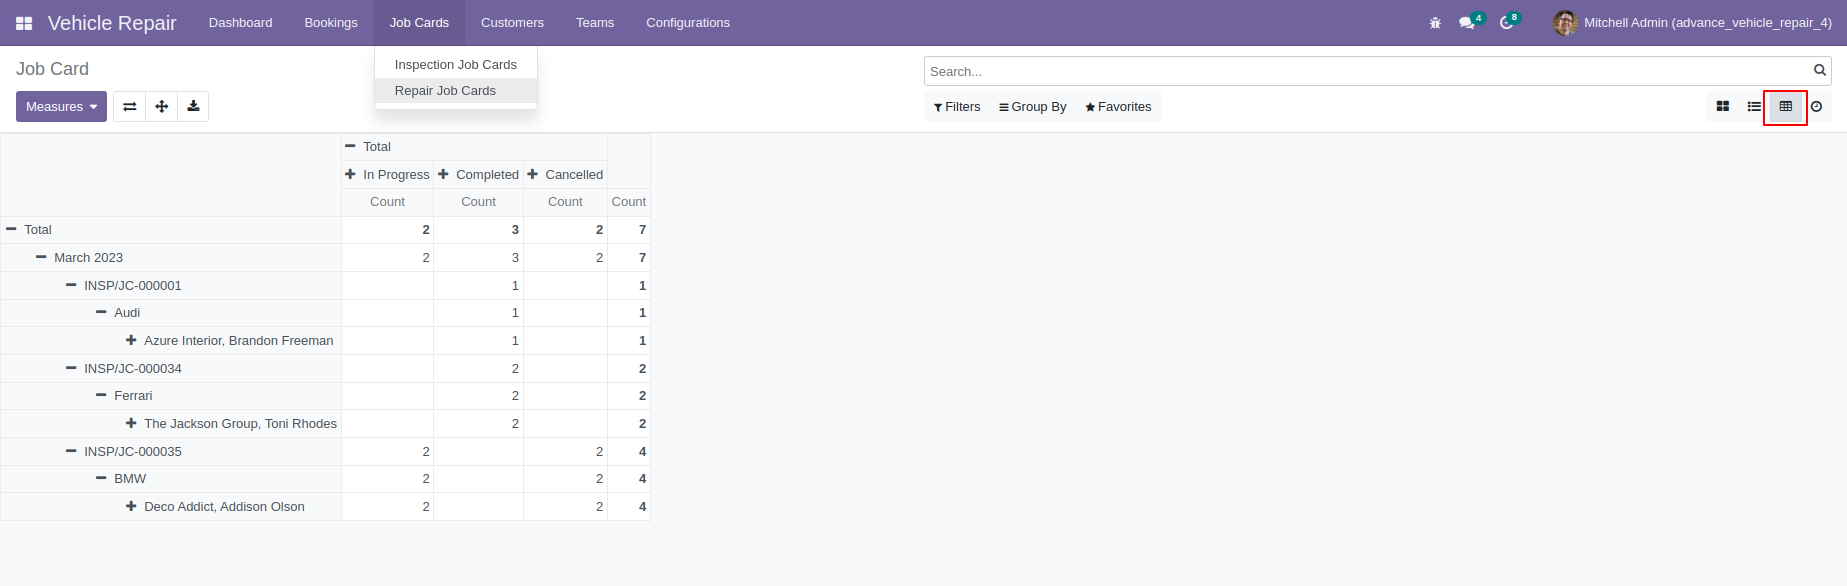 Vehicle Repair Dashboard Bookings Job Cards Customers Teams Configurations 4 8 Mitchell Admin (advance_vehicle_repair_4)
Job Card
Inspection Job Cards
Repair Job Cards
Search...
Measures
Filters Group By Favorites
Total
In Progress Completed Cancelled
Count Count Count Count
Total 2 3 2 7
March 2023 2 3 2 7
INSP/JC-000001 1 1
Audi 1 1
Azure Interior, Brandon Freeman 1 1
INSP/JC-000034 2 2
Ferrari 2 2
The Jackson Group, Toni Rhodes 2 2
INSP/JC-000035 2 2 4
BMW 2 2 4
Deco Addict, Addison Olson 2 2 4